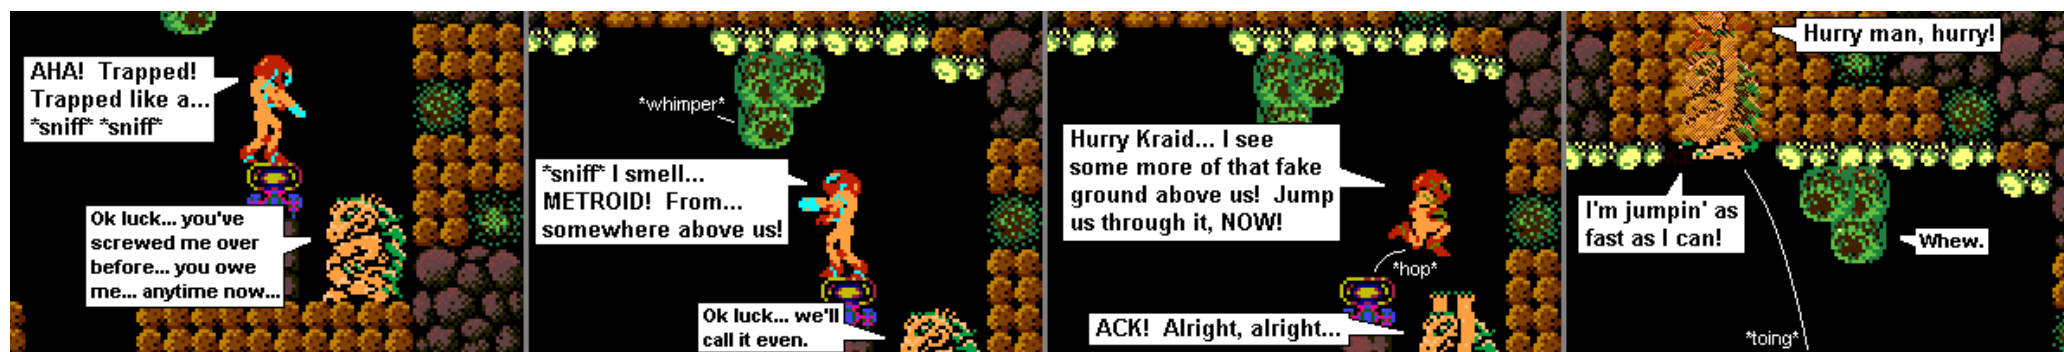 AHA! Trapped!
Trapped like a...
*sniff* *sniff*
Ok luck... you've
screwed me over
before... you owe
me... anytime now...
*whimper*
*sniff* I smell...
METROID! From...
somewhere above us!
Ok luck... we'll
call it even.
Hurry Kraid... I see
some more of that fake
ground above us! Jump
us through it, NOW!
*hop*
ACK! Alright, alright...
Hurry man, hurry!
I'm jumpin' as
fast as I can!
Whew.
*toing*